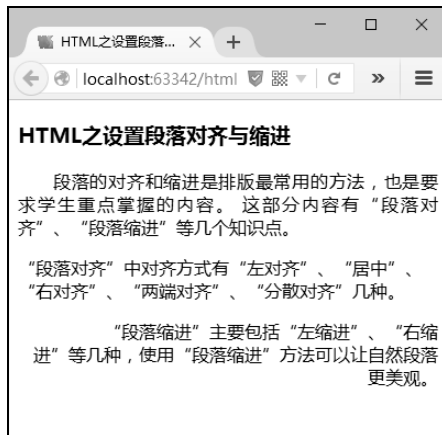 HTML之设置段落...
localhost:63342/html
HTML之设置段落对齐与缩进
段落的对齐和缩进是排版最常用的方法，也是要
求学生重点掌握的内容。 这部分内容有“段落对
齐”、“段落缩进”等几个知识点。
“段落对齐”中对齐方式有“左对齐”、“居中”、
“右对齐”、“两端对齐”、“分散对齐”几种。
“段落缩进”主要包括“左缩进”、“右缩
进”等几种，使用“段落缩进”方法可以让自然段落
更美观。